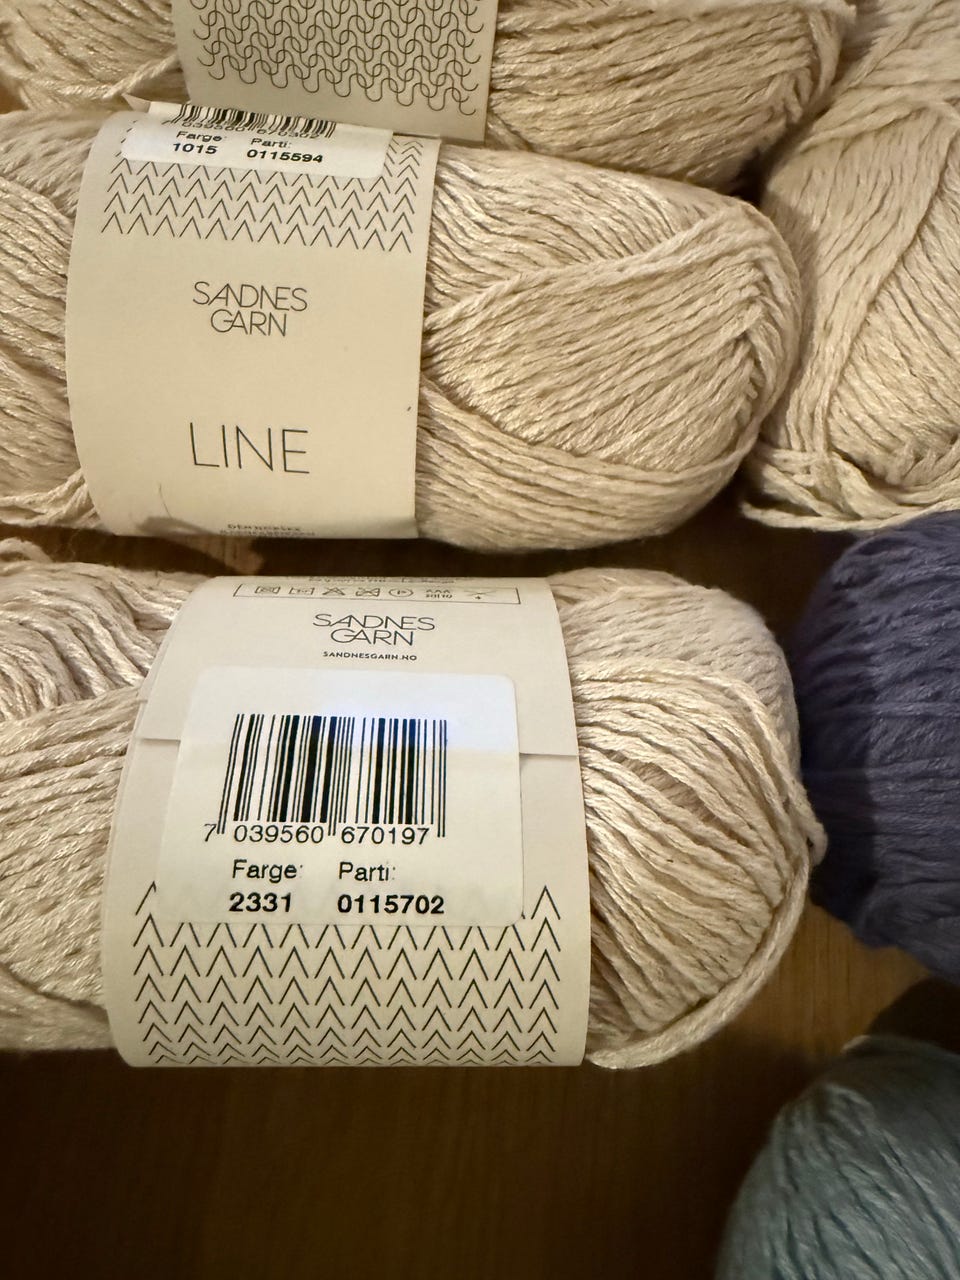 Farge: Parti:
1015 0115594
SANDNES
GARN
LINE
SANDNES
GARN
SANDNESGARN.NO
7 039560 670197
Farge: Parti:
2331 0115702